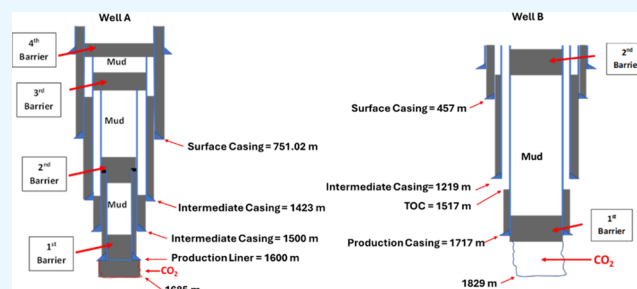 Well A
4th
Barrier
Mud
3rd
Barrier
Mud
Surface Casing = 751.02 m
2nd
Barrier
Mud
Intermediate Casing = 1423 m
Intermediate Casing = 1500 m
1st
Barrier
Production Liner = 1600 m
CO2
1685 m
Well B
2nd
Barrier
Surface Casing = 457 m
Mud
Intermediate Casing= 1219 m
TOC = 1517 m
1st
Barrier
Production Casing = 1717 m
CO2
1829 m